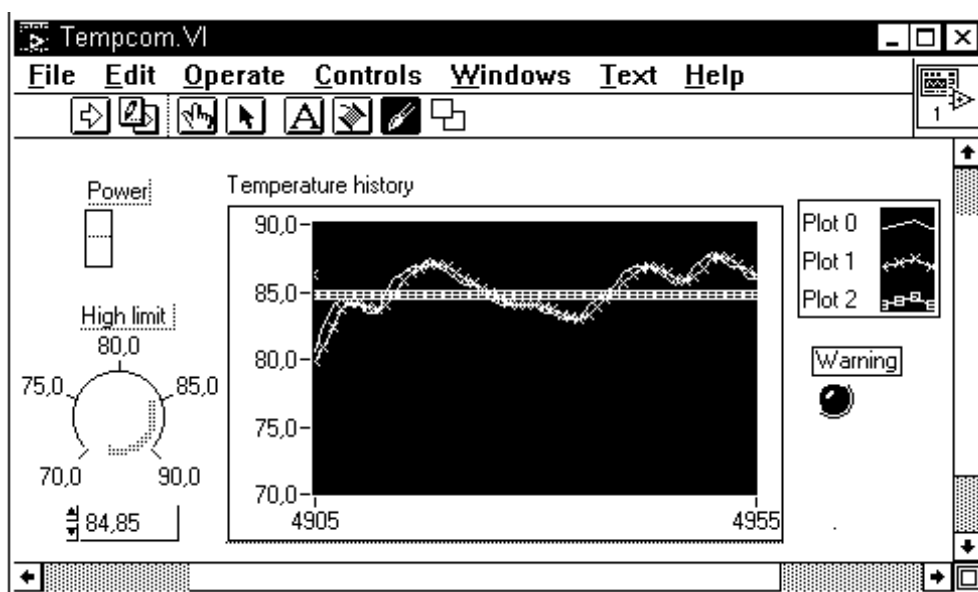 Tempcom.VI
File Edit Operate Controls Windows Text Help
A
1
Power
High limit
80,0
75,0 85,0
70,0 90,0
84,85
Temperature history
90,0
85,0
80,0
75,0
70,0
4905 4955
Plot 0
Plot 1
Plot 2
Warning